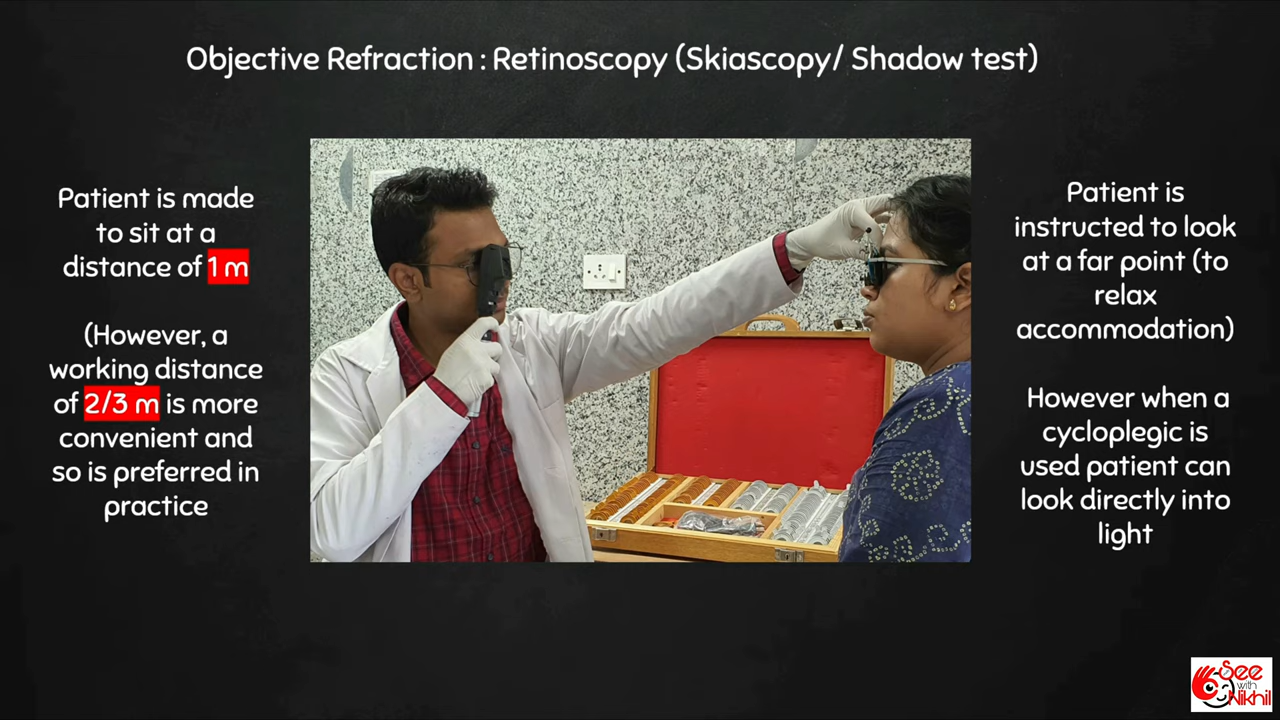 Objective Refraction : Retinoscopy (Skiascopy/ Shadow test)
Patient is made
to sit at a
distance of 1 m
(However, a
working distance
of 2/3 m is more
convenient and
so is preferred in
practice
Patient is
instructed to look
at a far point (to
relax
accommodation)
However when a
cycloplegic is
used patient can
look directly into
light
See
with
Nikhil